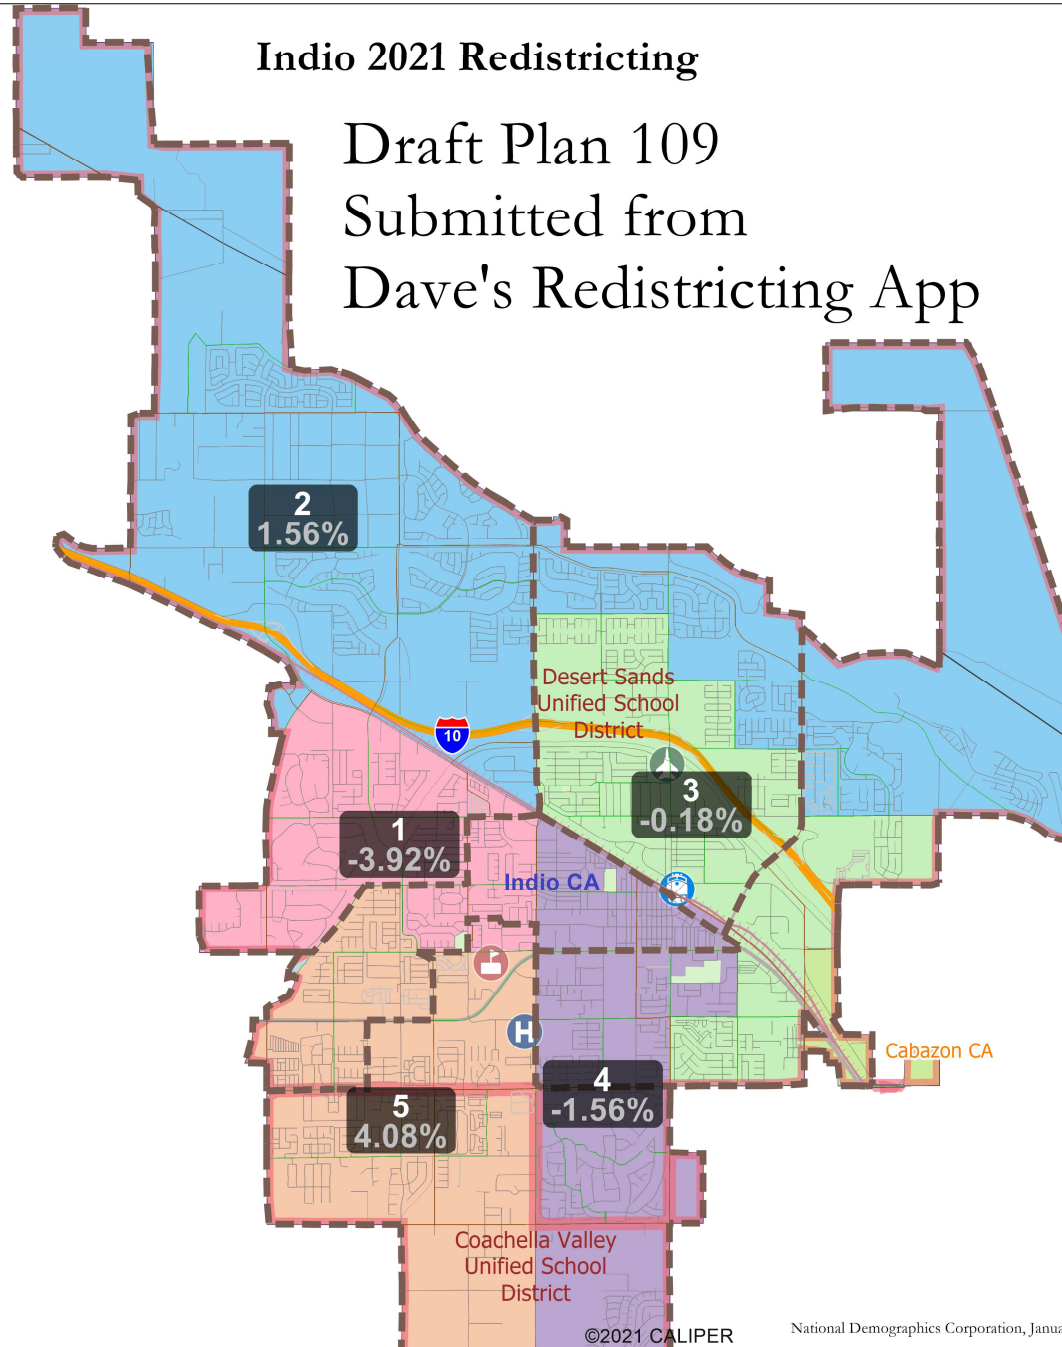 Indio 2021 Redistricting
Draft Plan 109
Submitted from
Dave's Redistricting App
2
1.56%
Desert Sands
Unified School
District
10
3
-0.18%
1
-3.92%
Indio CA
H
Cabazon CA
4
-1.56%
5
4.08%
Coachella Valley
Unified School
District
©2021 CALIPER
National Demographics Corporation, Janua